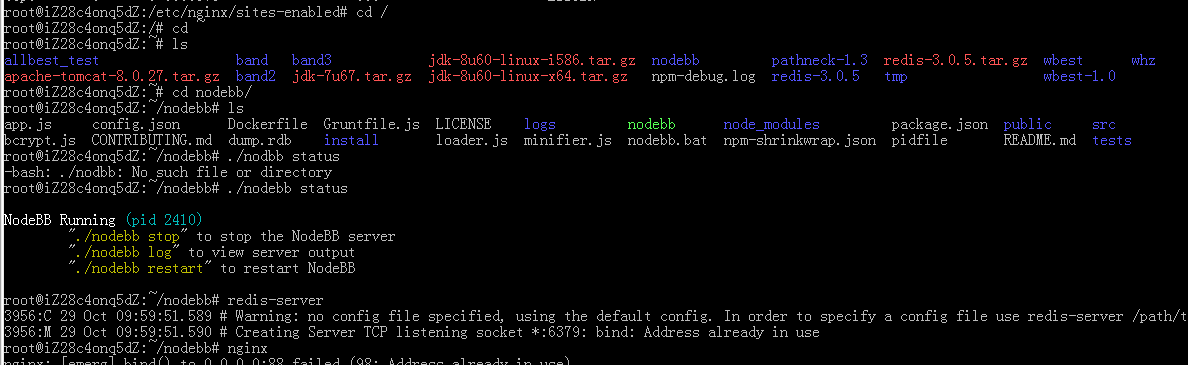 root@iZ28c4onq5dZ:/etc/nginx/sites-enabled# cd /
root@iZ28c4onq5dZ:/# cd ~
root@iZ28c4onq5dZ:~# ls
allbest_test band band3 jdk-8u60-linux-i586.tar.gz nodebb pathneck-1.3 redis-3.0.5.tar.gz wbest whz
apache-tomcat-8.0.27.tar.gz band2 jdk-7u67.tar.gz jdk-8u60-linux-x64.tar.gz npm-debug.log redis-3.0.5 tmp wbest-1.0
root@iZ28c4onq5dZ:~# cd nodebb/
root@iZ28c4onq5dZ:~/nodebb# ls
app.js config.json Dockerfile Gruntfile.js LICENSE logs nodebb node_modules package.json public src
bcrypt.js CONTRIBUTING.md dump.rdb install loader.js minifier.js nodebb.bat npm-shrinkwrap.json pidfile README.md tests
root@iZ28c4onq5dZ:~/nodebb# ./nodbb status
-bash: ./nodbb: No such file or directory
root@iZ28c4onq5dZ:~/nodebb# ./nodebb status
NodeBB Running (pid 2410)
"./nodebb stop" to stop the NodeBB server
"./nodebb log" to view server output
"./nodebb restart" to restart NodeBB
root@iZ28c4onq5dZ:~/nodebb# redis-server
3956:C 29 Oct 09:59:51.589 # Warning: no config file specified, using the default config. In order to specify a config file use redis-server /path/t
3956:M 29 Oct 09:59:51.590 # Creating Server TCP listening socket *:6379: bind: Address already in use
root@iZ28c4onq5dZ:~/nodebb# nginx
nginx: [emerg] bind() to 0.0.0.0:88 failed (98: Address already in use)